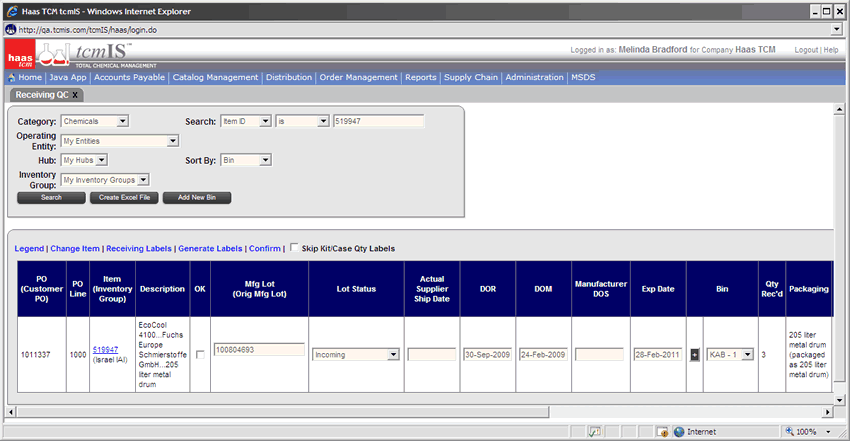 Haas TCM tcmIS - Windows Internet Explorer
http://qa.tcmis.com/tcmIS/haas/login.do
haas tcm
tcmIS
TOTAL CHEMICAL MANAGEMENT
Logged in as: Melinda Bradford for Company Haas TCM Logout | Help
Home | Java App | Accounts Payable | Catalog Management | Distribution | Order Management | Reports | Supply Chain | Administration | MSDS
Receiving QC X
Category: Chemicals Search: Item ID is 519947
Operating Entity: My Entities
Hub: My Hubs Sort By: Bin
Inventory Group: My Inventory Groups
Search Create Excel File Add New Bin
Legend | Change Item | Receiving Labels | Generate Labels | Confirm | Skip Kit/Case Qty Labels
PO (Customer PO)
PO Line
Item (Inventory Group)
Description
OK
Mfg Lot (Orig Mfg Lot)
Lot Status
Actual Supplier Ship Date
DOR
DOM
Manufacturer DOS
Exp Date
Bin
Qty Rec'd
Packaging
1011337
1000
519947
(Israel IAI)
EcoCool
4100...Fuchs
Europe
Schmierstoffe
GmbH...205
liter metal
drum
100804693
Incoming
30-Sep-2009
24-Feb-2009
28-Feb-2011
+
KAB - 1
3
205 liter
metal drum
(packaged
as 205 liter
metal drum)
Internet
100%